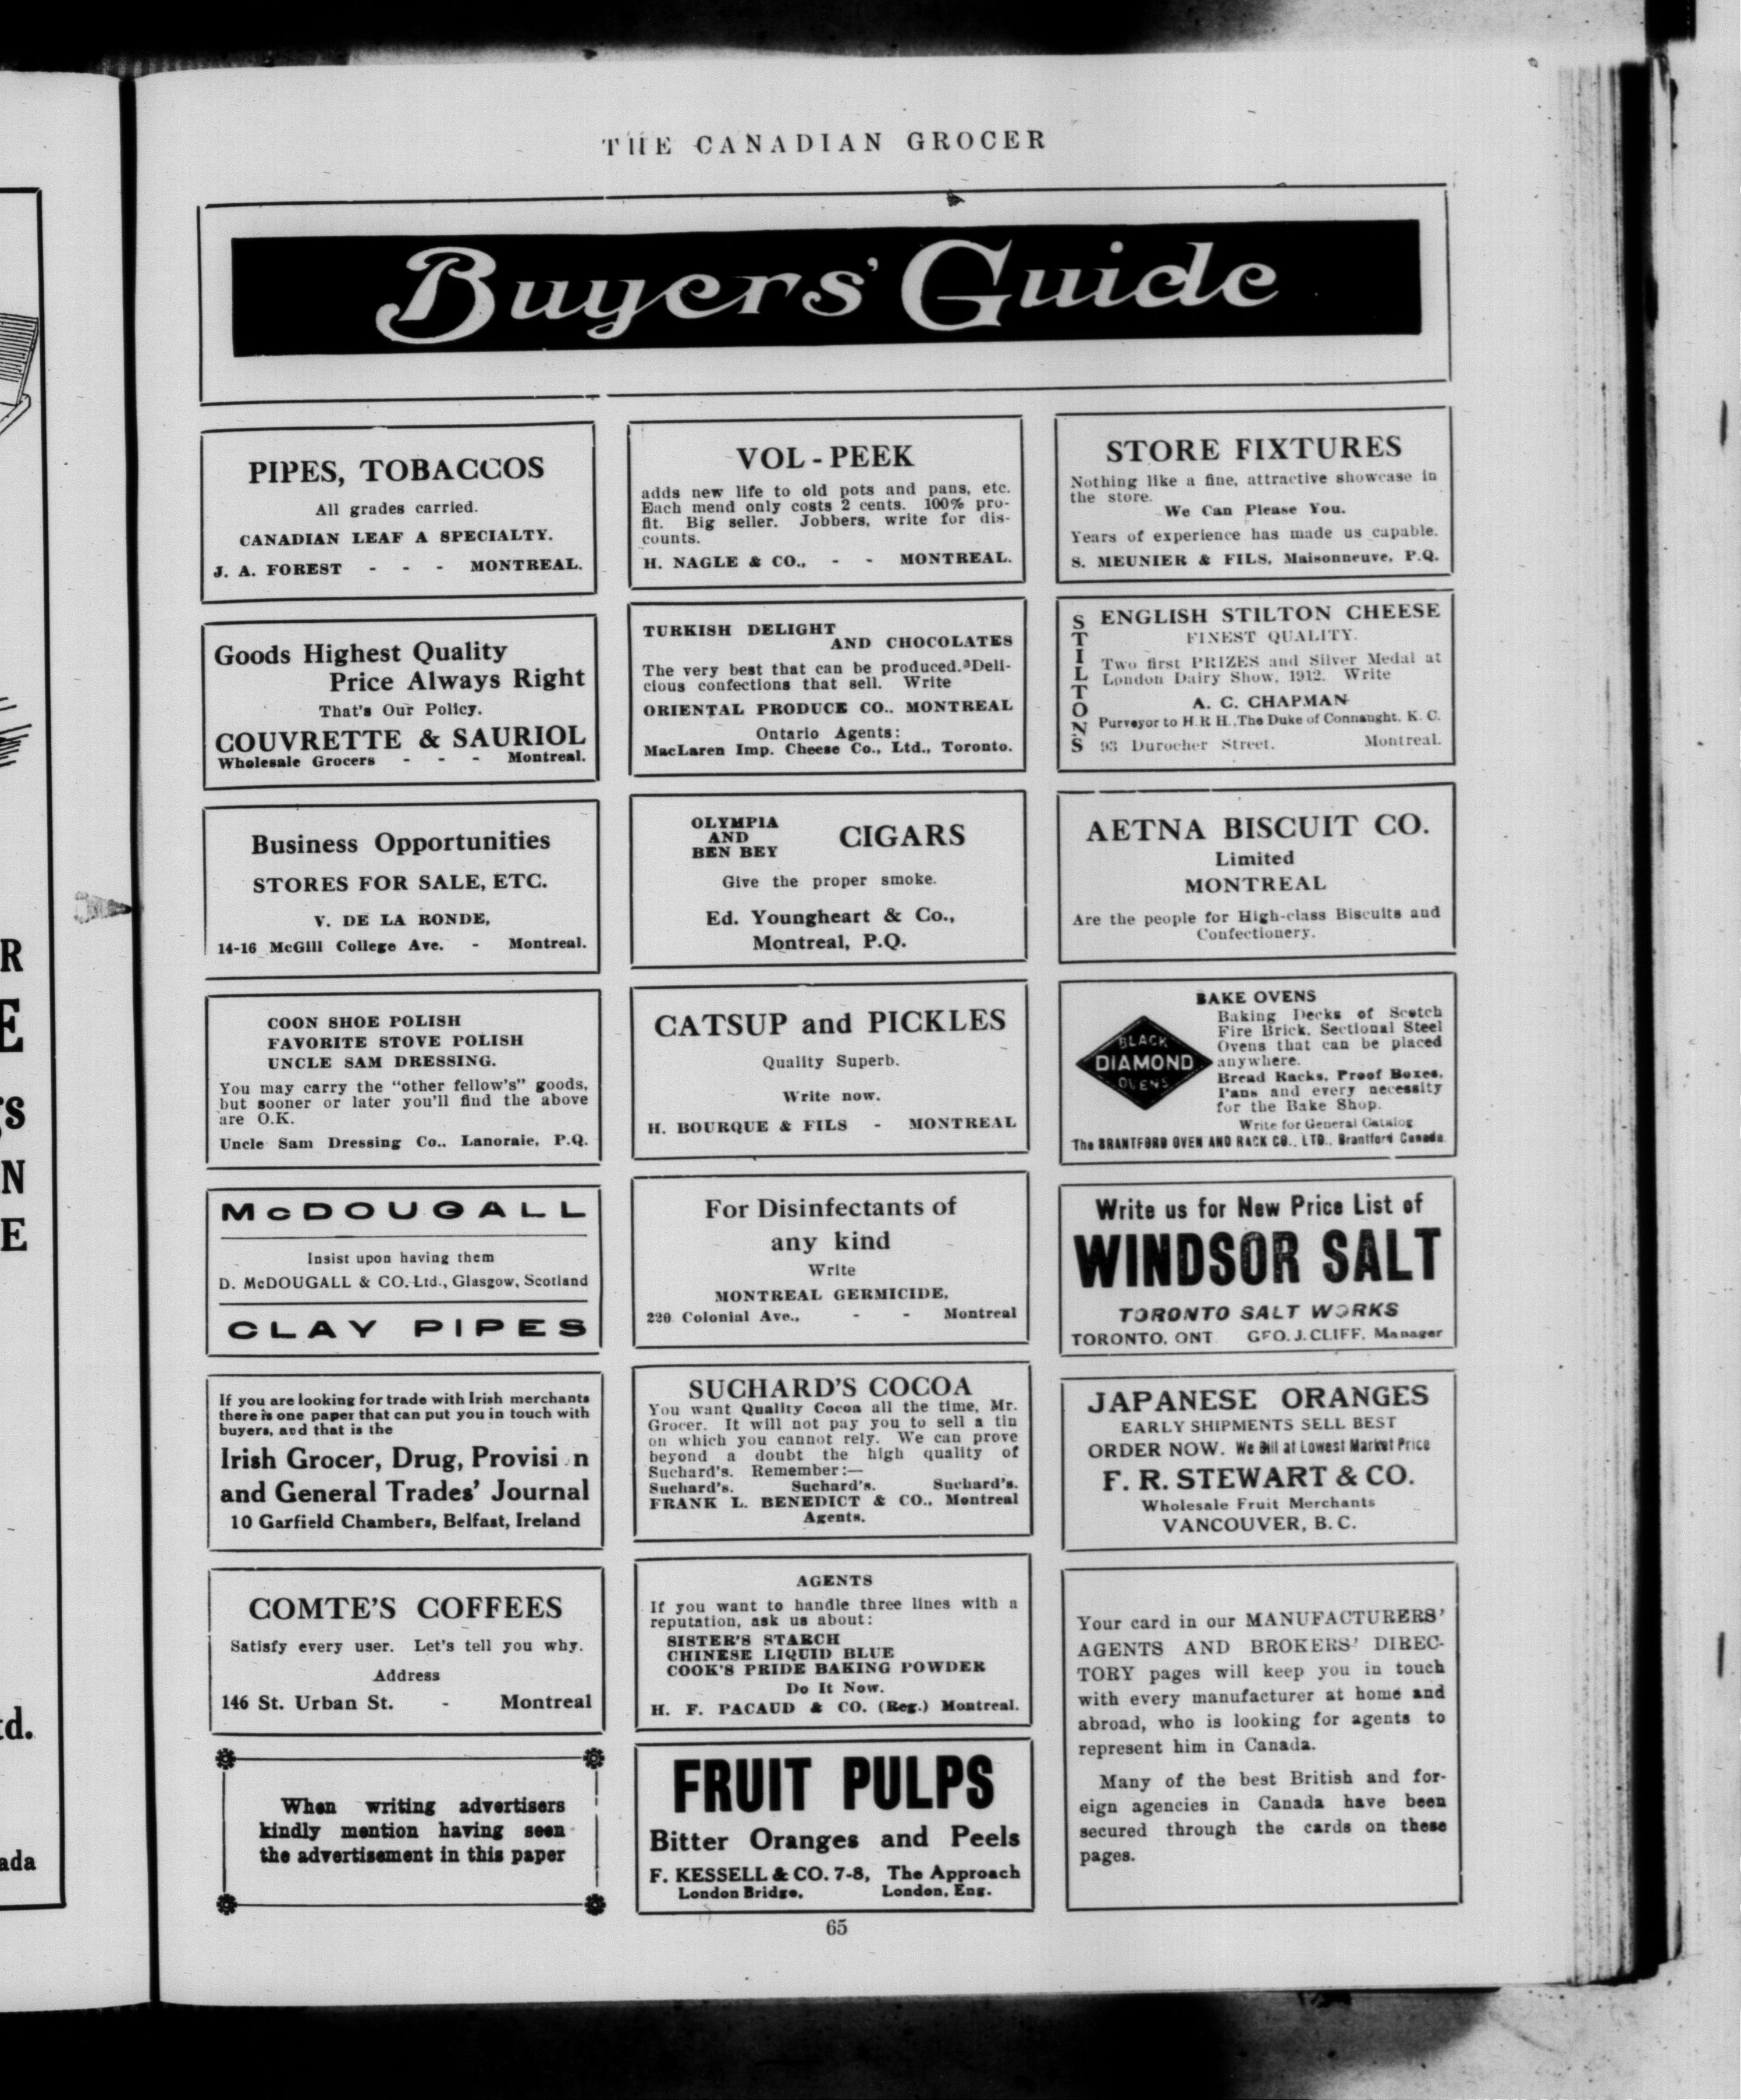 THE CANADIAN GROCER
Buyers' Guide
PIPES, TOBACCOS
All grades carried.
CANADIAN LEAF A SPECIALTY.
J. A. FOREST - - - MONTREAL.
Goods Highest Quality
Price Always Right
That's Our Policy.
COUVRETTE & SAURIOL
Wholesale Grocers - - - Montreal.
Business Opportunities
STORES FOR SALE, ETC.
V. DE LA RONDE,
14-16 McGill College Ave. - Montreal.
COON SHOE POLISH
FAVORITE STOVE POLISH
UNCLE SAM DRESSING.
You may carry the "other fellow's" goods,
but sooner or later you'll find the above
are O.K.
Uncle Sam Dressing Co., Lanoraie, P.Q.
McDOUGALL
Insist upon having them
D. McDOUGALL & CO. Ltd., Glasgow, Scotland
CLAY PIPES
If you are looking for trade with Irish merchants
there is one paper that can put you in touch with
buyers, and that is the
Irish Grocer, Drug, Provisi n
and General Trades' Journal
10 Garfield Chambers, Belfast, Ireland
COMTE'S COFFEES
Satisfy every user. Let's tell you why.
Address
146 St. Urban St. - Montreal
When writing advertisers
kindly mention having seen
the advertisement in this paper
VOL-PEEK
adds new life to old pots and pans, etc.
Each mend only costs 2 cents. 100% pro-
fit. Big seller. Jobbers, write for dis-
counts.
H. NAGLE & CO., - - MONTREAL.
TURKISH DELIGHT
AND CHOCOLATES
The very best that can be produced. Deli-
cious confections that sell. Write
ORIENTAL PRODUCE CO., MONTREAL
Ontario Agents:
MacLaren Imp. Cheese Co., Ltd., Toronto.
OLYMPIA
AND
BEN BEY
CIGARS
Give the proper smoke.
Ed. Youngheart & Co.,
Montreal, P.Q.
CATSUP and PICKLES
Quality Superb.
Write now.
H. BOURQUE & FILS - MONTREAL
For Disinfectants of
any kind
Write
MONTREAL GERMICIDE,
220 Colonial Ave., - - Montreal
SUCHARD'S COCOA
You want Quality Cocoa all the time, Mr.
Grocer. It will not pay you to sell a tin
on which you cannot rely. We can prove
beyond a doubt the high quality of
Suchard's. Remember:—
Suchard's. Suchard's. Suchard's.
FRANK L. BENEDICT & CO., Montreal
Agents.
AGENTS
If you want to handle three lines with a
reputation, ask us about:
SISTER'S STARCH
CHINESE LIQUID BLUE
COOK'S PRIDE BAKING POWDER
Do It Now.
H. F. PACAUD & CO. (Reg.) Montreal.
FRUIT PULPS
Bitter Oranges and Peels
F. KESSELL & CO. 7-8, The Approach
London Bridge, London, Eng.
STORE FIXTURES
Nothing like a fine, attractive showcase in
the store.
We Can Please You.
Years of experience has made us capable.
S. MEUNIER & FILS, Maisonneuve, P.Q.
STILTONS
ENGLISH STILTON CHEESE
FINEST QUALITY.
Two first PRIZES and Silver Medal at
London Dairy Show, 1912. Write
A. C. CHAPMAN
Purveyor to H.R.H., The Duke of Connaught, K. C.
93 Durocher Street. Montreal.
AETNA BISCUIT CO.
Limited
MONTREAL
Are the people for High-class Biscuits and
Confectionery.
BLACK
DIAMOND
OVENS
BAKE OVENS
Baking Decks of Scotch
Fire Brick, Sectional Steel
Ovens that can be placed
anywhere.
Bread Racks, Proof Boxes,
Pans and every necessity
for the Bake Shop.
Write for General Catalog
The BRANTFORD OVEN AND RACK CO., LTD., Brantford Canada
Write us for New Price List of
WINDSOR SALT
TORONTO SALT WORKS
TORONTO, ONT GEO. J. CLIFF, Manager
JAPANESE ORANGES
EARLY SHIPMENTS SELL BEST
ORDER NOW. We Bill at Lowest Market Price
F. R. STEWART & CO.
Wholesale Fruit Merchants
VANCOUVER, B. C.
Your card in our MANUFACTURERS'
AGENTS AND BROKERS' DIREC-
TORY pages will keep you in touch
with every manufacturer at home and
abroad, who is looking for agents to
represent him in Canada.
Many of the best British and for-
eign agencies in Canada have been
secured through the cards on these
pages.
65